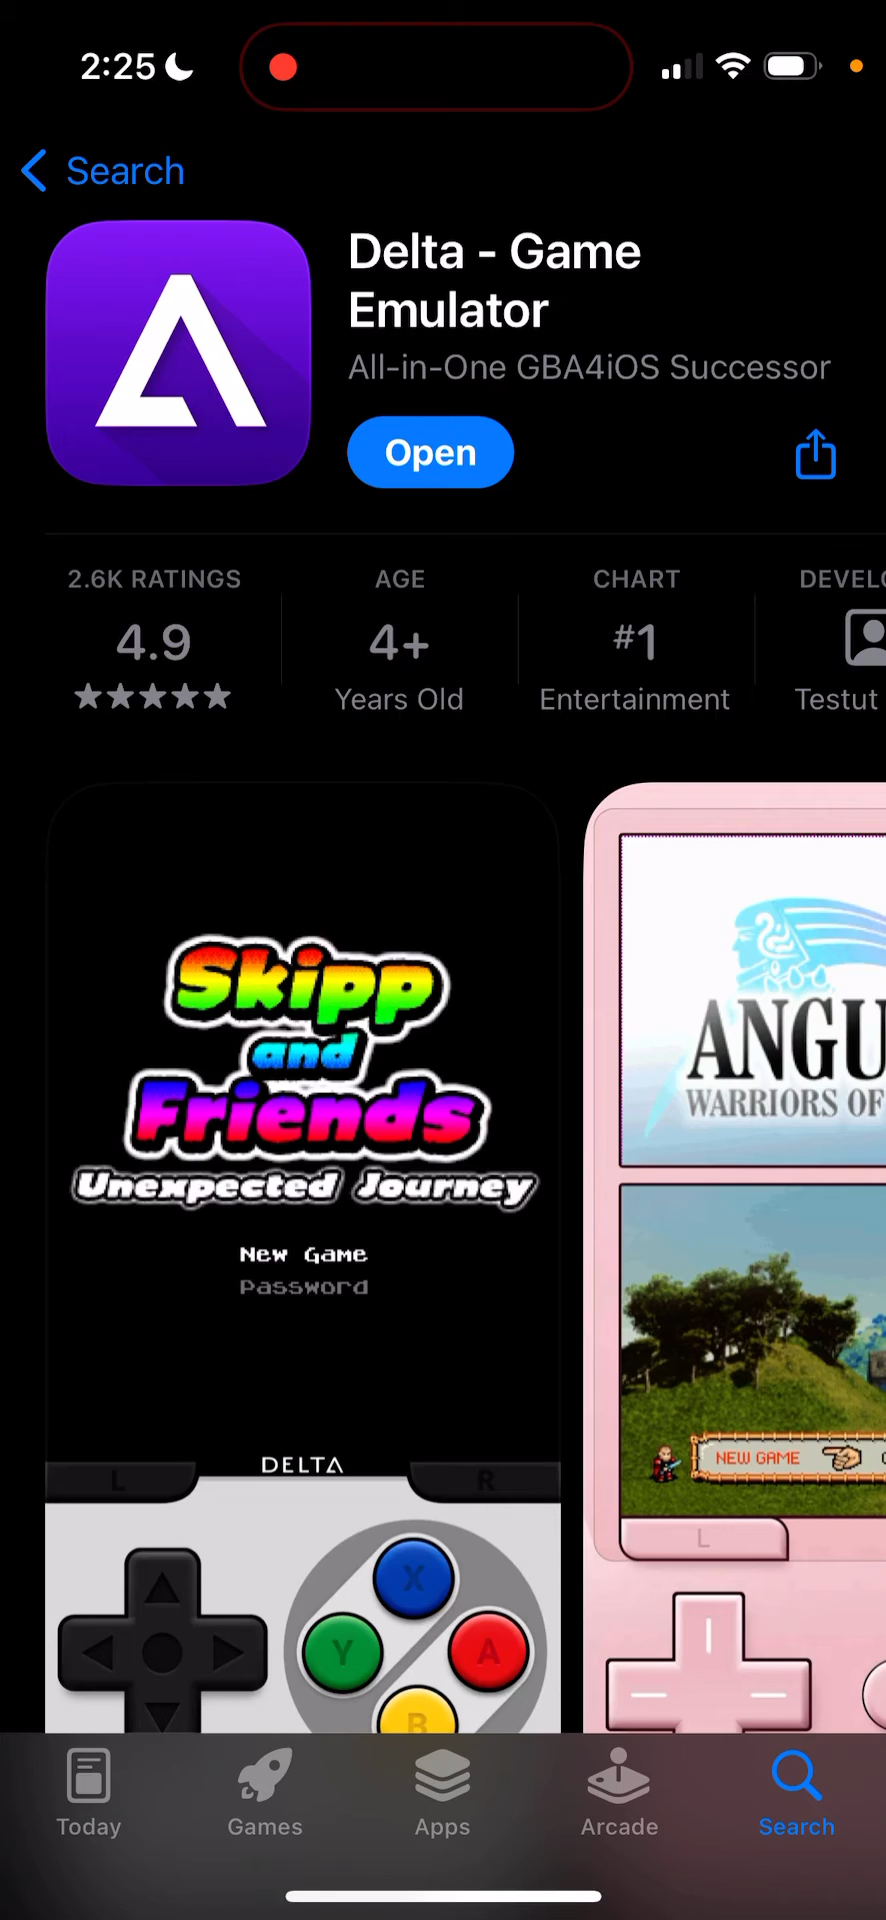 2:25
Search
Delta - Game
Emulator
All-in-One GBA4iOS Successor
Open
2.6K RATINGS
AGE
CHART
DEVELO
4.9
4+
#1
Years Old
Entertainment
Testut
Skipp
and
Friends
Unexpected Journey
New Game
Password
ANGU
WARRIORS OF
NEW GAME
DELTA
L
R
L
X
Y
A
B
Today
Games
Apps
Arcade
Search